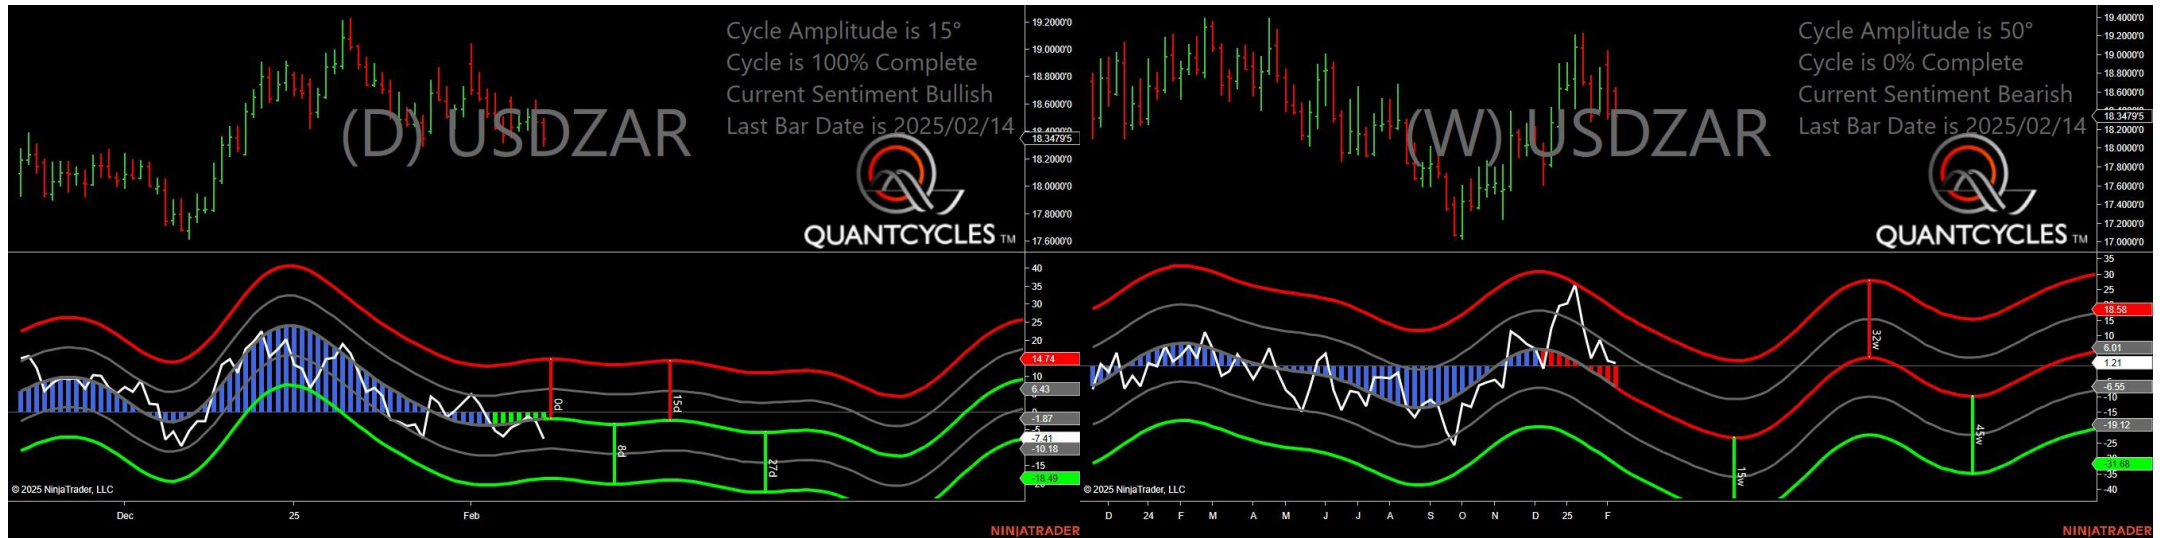 Cycle Amplitude is 15°
Cycle is 100% Complete
Current Sentiment Bullish
Last Bar Date is 2025/02/14
(D) USDZAR
QUANTCYCLES TM
19.2000'0
19.0000'0
18.8000'0
18.6000'0
18.4000'0
18.3479'5
18.2000'0
18.0000'0
17.8000'0
17.6000'0
40
35
30
25
20
14.74
10
6.43
-1.87
-5
-7.41
-10.18
-15
-18.49
0d
15d
8d
27d
© 2025 NinjaTrader, LLC
Dec
25
Feb
NINJATRADER
Cycle Amplitude is 50°
Cycle is 0% Complete
Current Sentiment Bearish
Last Bar Date is 2025/02/14
(W) USDZAR
QUANTCYCLES TM
19.4000'0
19.2000'0
19.0000'0
18.8000'0
18.6000'0
18.3479'5
18.2000'0
18.0000'0
17.8000'0
17.6000'0
17.4000'0
17.2000'0
17.0000'0
35
30
25
18.58
15
10
6.01
1.21
-6.55
-10
-15
-19.12
-25
-31.68
-35
-40
32w
15w
45w
© 2025 NinjaTrader, LLC
D
24
F
M
A
M
J
J
A
S
O
N
D
25
F
NINJATRADER